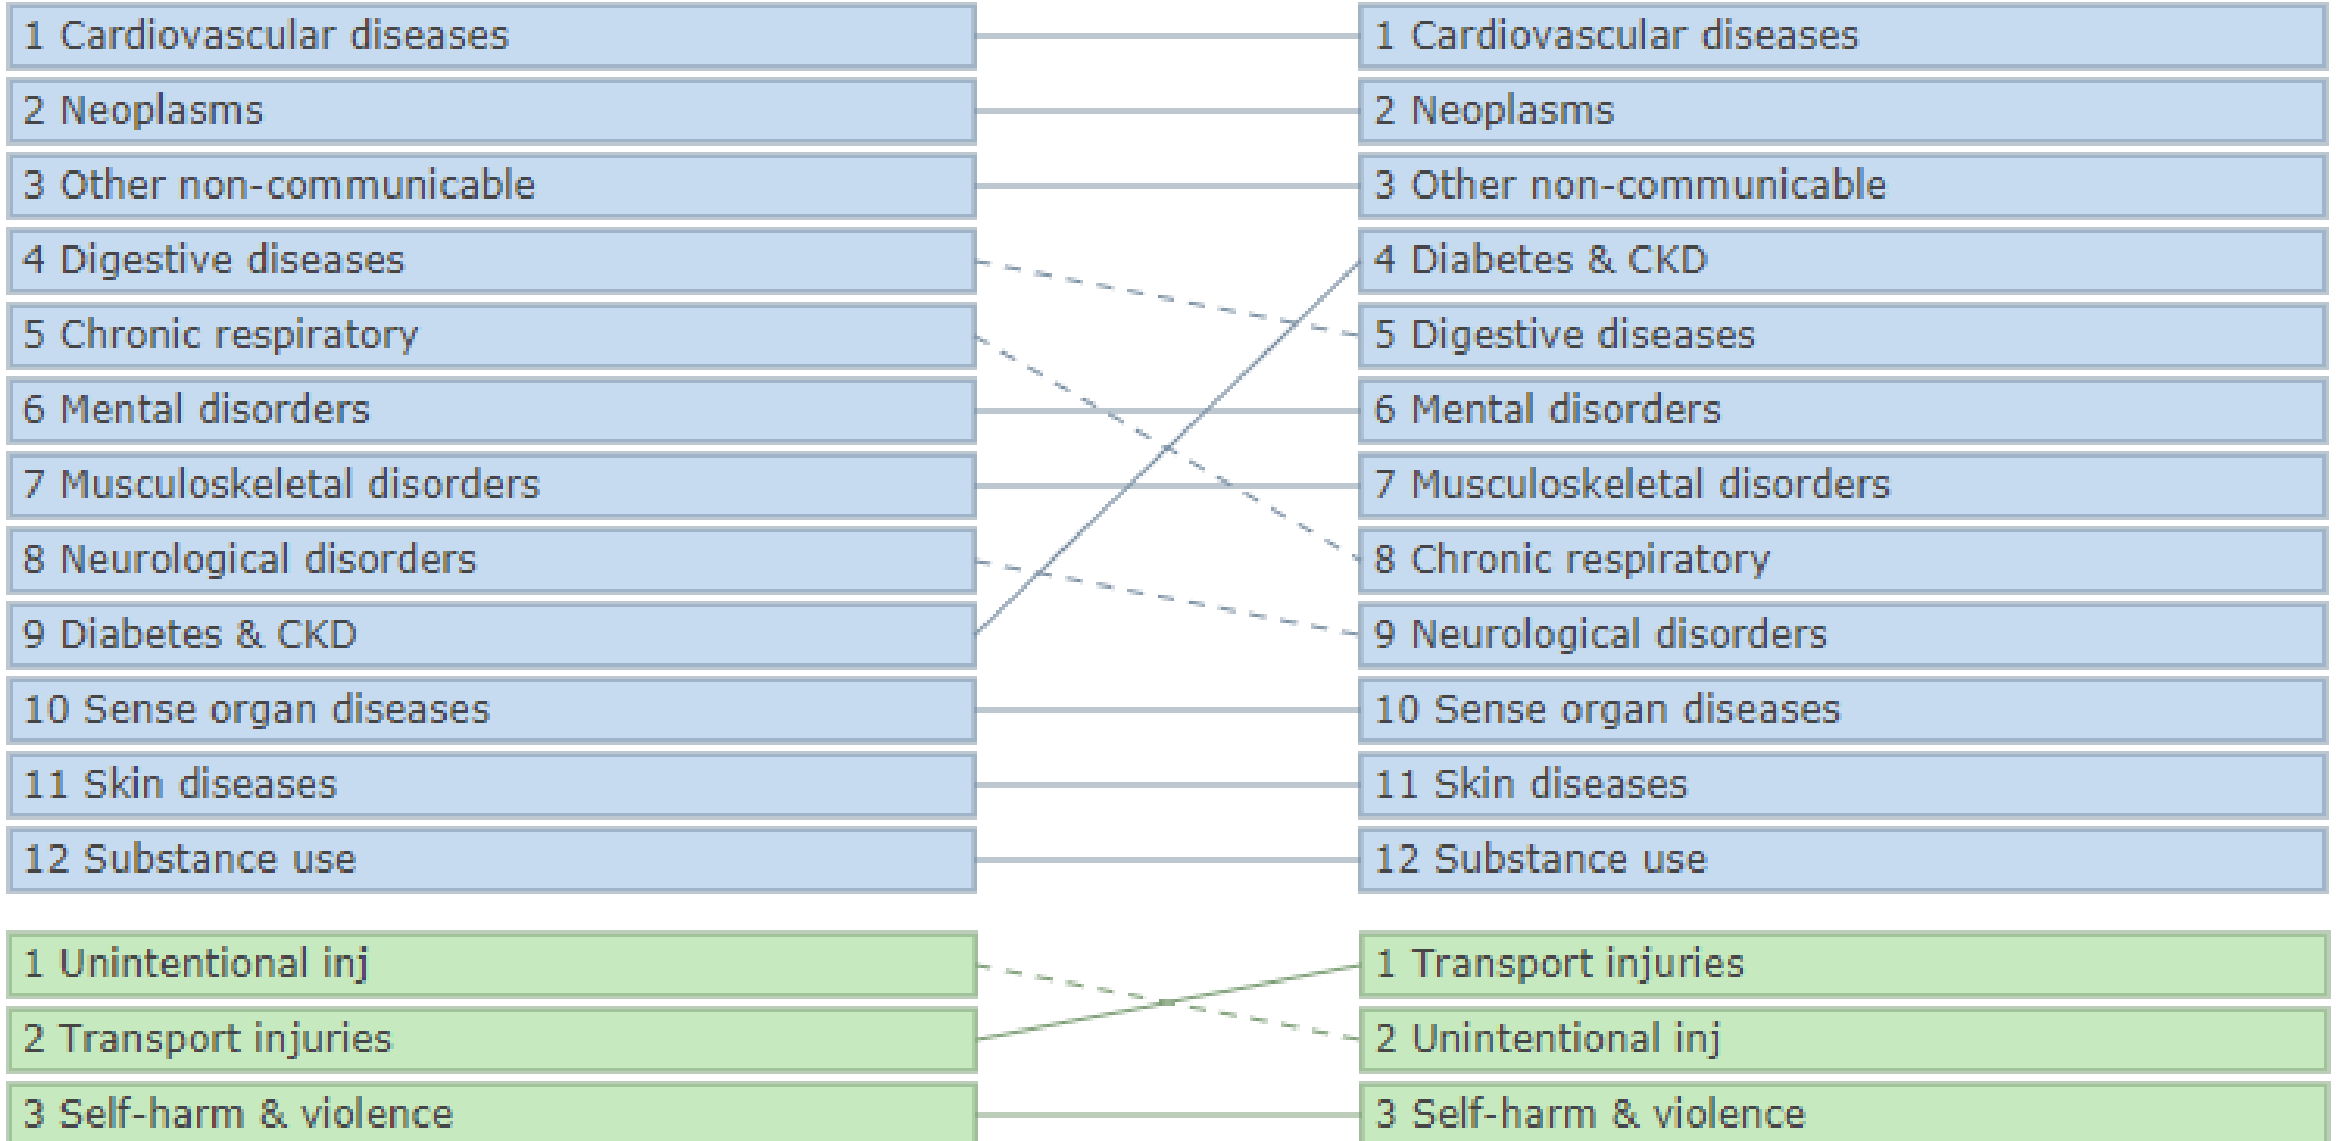 1 Cardiovascular diseases
2 Neoplasms
3 Other non-communicable
4 Digestive diseases
5 Chronic respiratory
6 Mental disorders
7 Musculoskeletal disorders
8 Neurological disorders
9 Diabetes & CKD
10 Sense organ diseases
11 Skin diseases
12 Substance use
1 Unintentional inj
2 Transport injuries
3 Self-harm & violence
1 Cardiovascular diseases
2 Neoplasms
3 Other non-communicable
4 Diabetes & CKD
5 Digestive diseases
6 Mental disorders
7 Musculoskeletal disorders
8 Chronic respiratory
9 Neurological disorders
10 Sense organ diseases
11 Skin diseases
12 Substance use
1 Transport injuries
2 Unintentional inj
3 Self-harm & violence